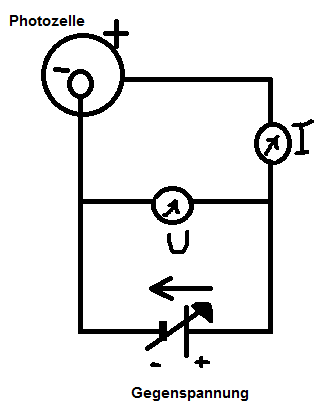 Photozelle
+
-
I
U
- +
Gegenspannung